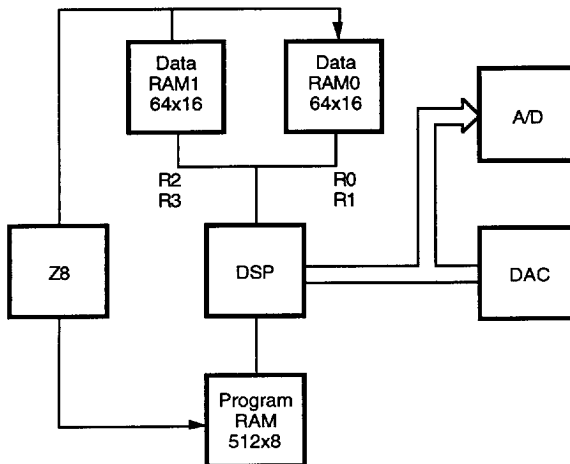 Data
RAM1
64x16
Data
RAM0
64x16
A/D
R2
R3
R0
R1
Z8
DSP
DAC
Program
RAM
512x8